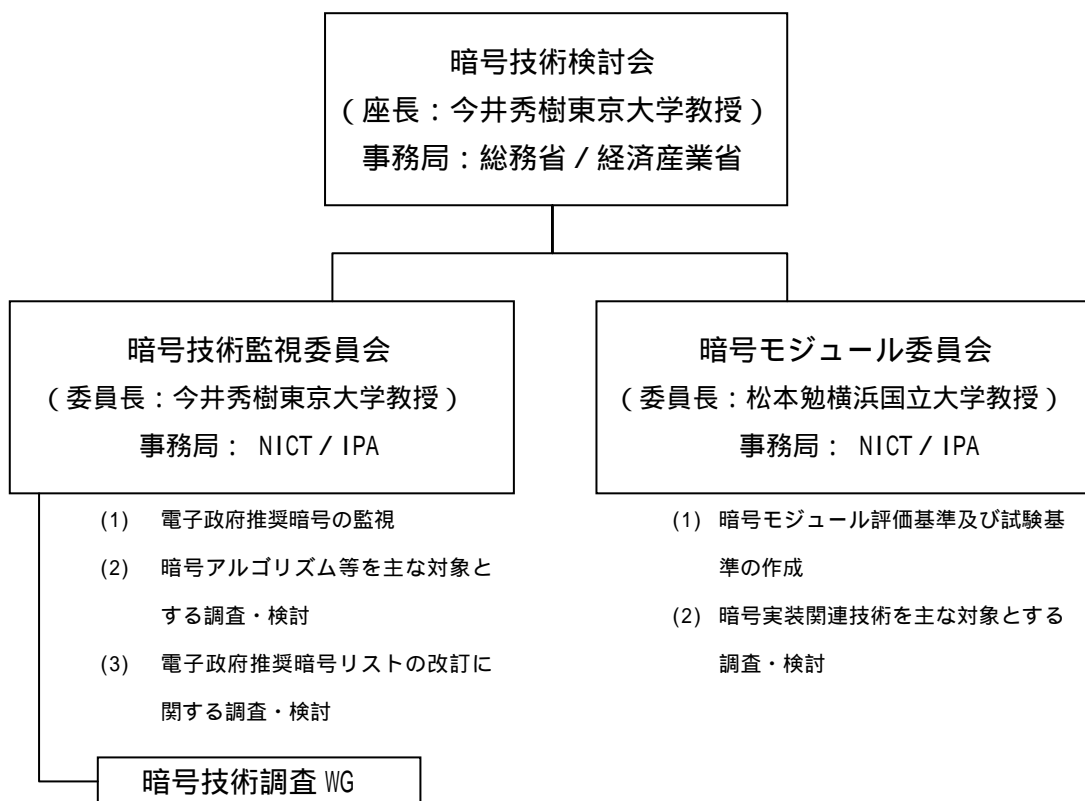 暗号技術検討会
(座長:今井秀樹東京大学教授)
事務局:総務省/経済産業省
暗号技術監視委員会
(委員長:今井秀樹東京大学教授)
事務局: NICT/IPA
(1) 電子政府推奨暗号の監視
(2) 暗号アルゴリズム等を主な対象と
する調査・検討
(3) 電子政府推奨暗号リストの改訂に
関する調査・検討
暗号技術調査 WG
暗号モジュール委員会
(委員長:松本勉横浜国立大学教授)
事務局: NICT/IPA
(1) 暗号モジュール評価基準及び試験基
準の作成
(2) 暗号実装関連技術を主な対象とする
調査・検討